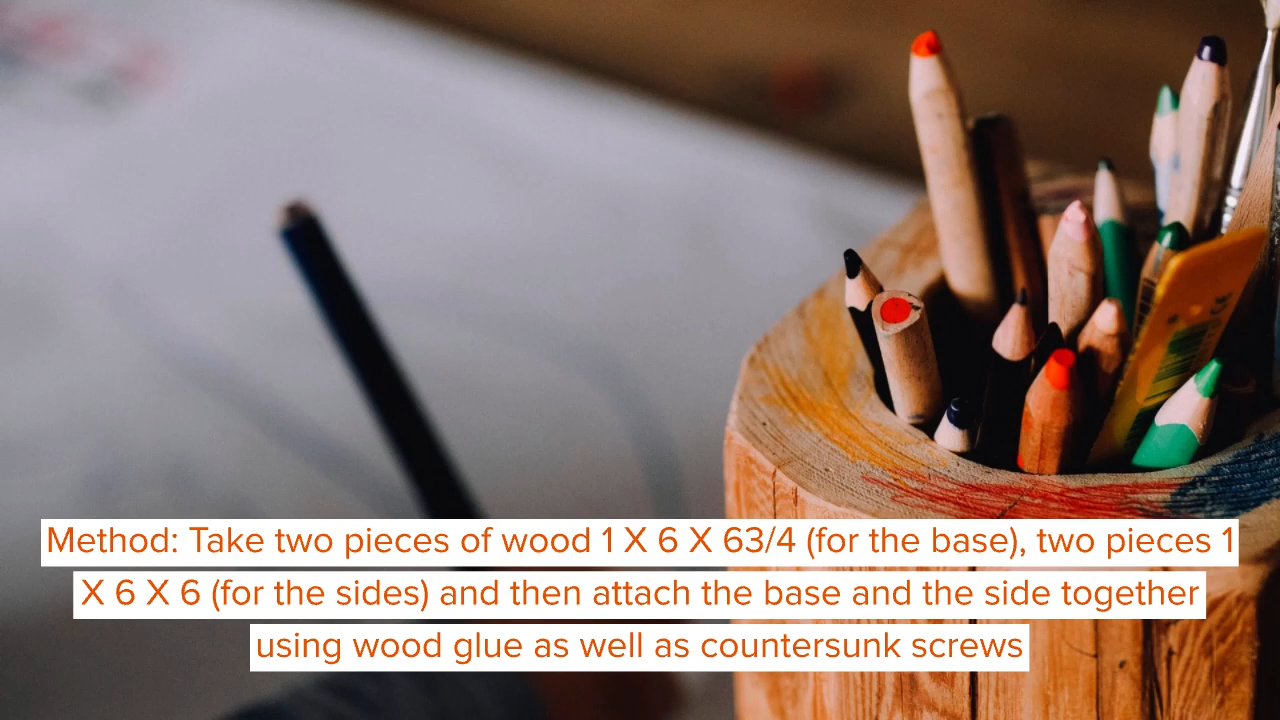 Method: Take two pieces of wood 1 X 6 X 63/4 (for the base), two pieces 1
X 6 X 6 (for the sides) and then attach the base and the side together
using wood glue as well as countersunk screws